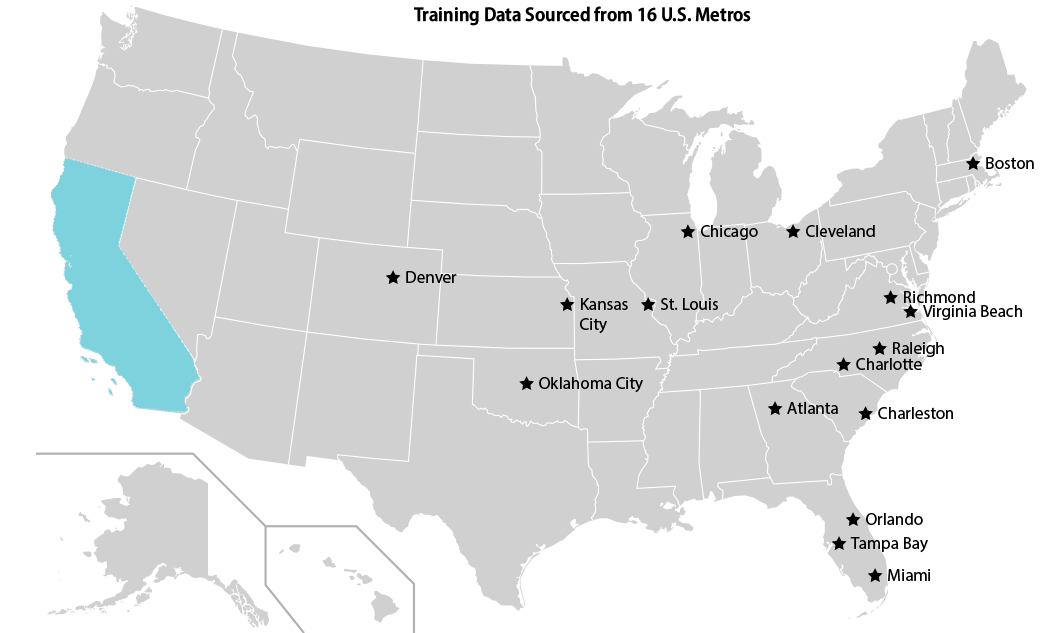 Training Data Sourced from 16 U.S. Metros
Boston
Chicago
Cleveland
Denver
Richmond
Kansas
City
St. Louis
Virginia Beach
Raleigh
Charlotte
Oklahoma City
Atlanta
Charleston
Orlando
Tampa Bay
Miami